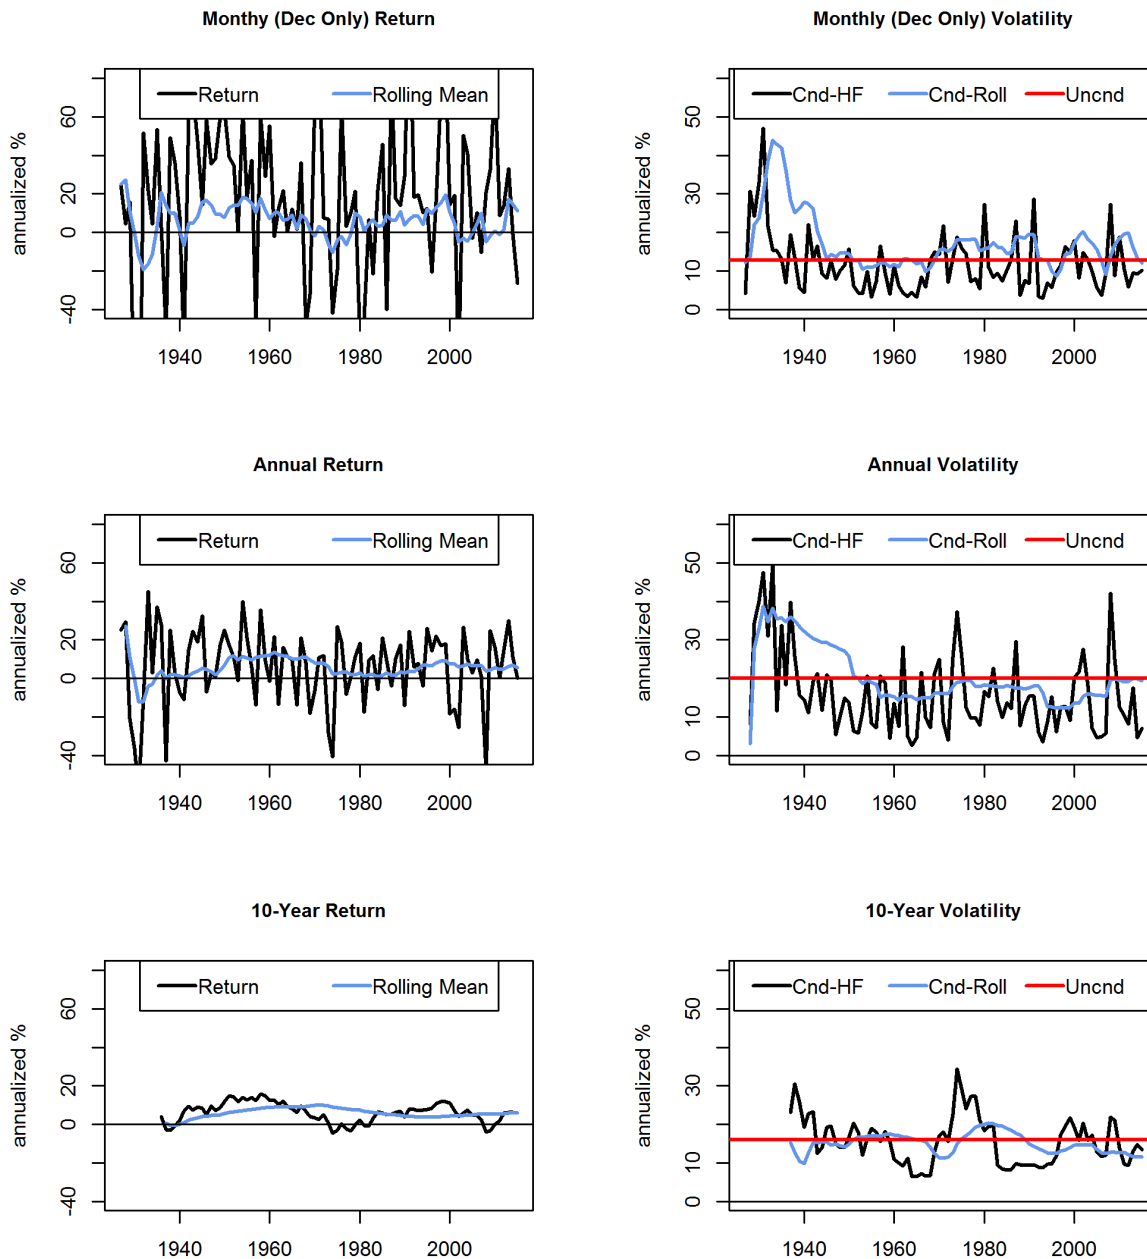 Monthy (Dec Only) Return
annualized %
60
20
0
-40
Return Rolling Mean
1940 1960 1980 2000
Monthly (Dec Only) Volatility
annualized %
50
30
10
0
Cnd-HF Cnd-Roll Uncnd
1940 1960 1980 2000
Annual Return
annualized %
60
20
0
-40
Return Rolling Mean
1940 1960 1980 2000
Annual Volatility
annualized %
50
30
10
0
Cnd-HF Cnd-Roll Uncnd
1940 1960 1980 2000
10-Year Return
annualized %
60
20
0
-40
Return Rolling Mean
1940 1960 1980 2000
10-Year Volatility
annualized %
50
30
10
0
Cnd-HF Cnd-Roll Uncnd
1940 1960 1980 2000